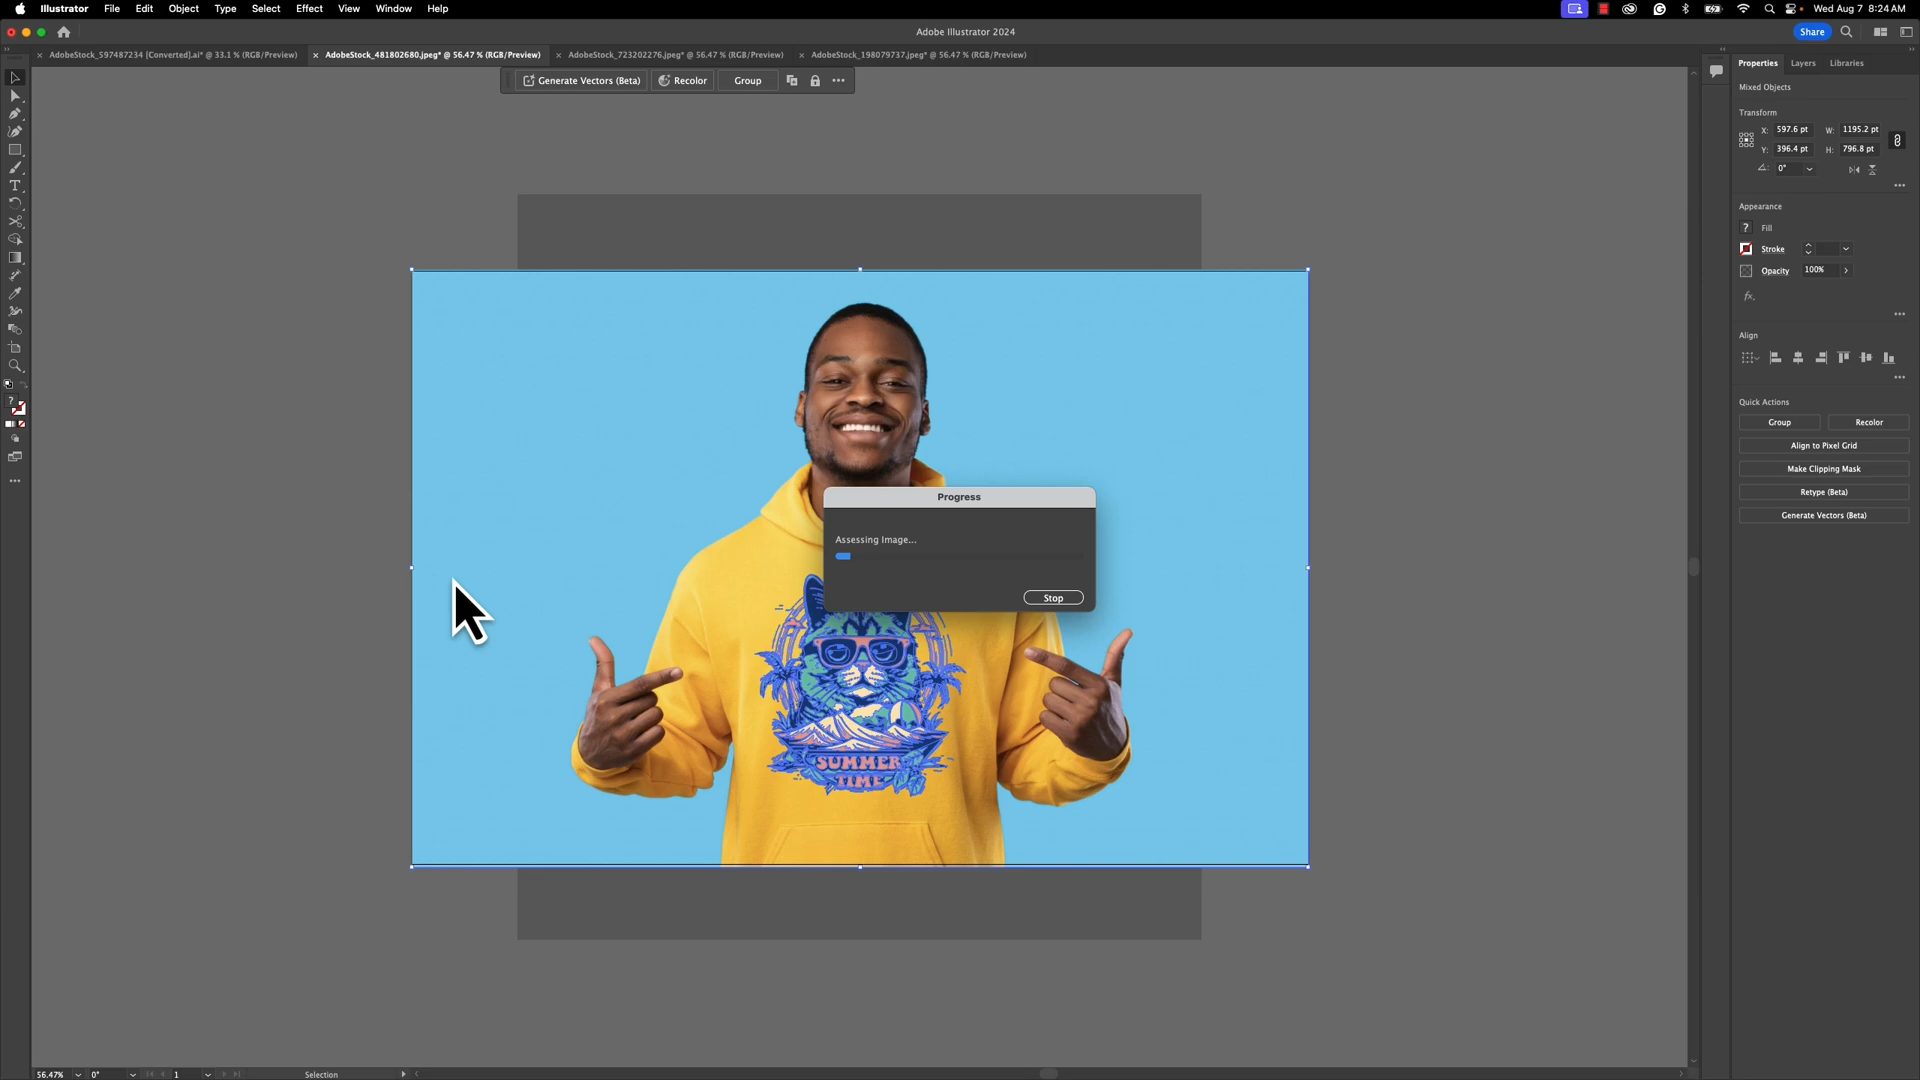 Illustrator File Edit Object Type Select Effect View Window Help
Wed Aug 7 8:24 AM
Adobe Illustrator 2024
Share
AdobeStock_597487234 [Converted].ai* @ 33.1 % (RGB/Preview)
AdobeStock_481802680.jpeg* @ 56.47 % (RGB/Preview)
AdobeStock_723202276.jpeg* @ 56.47 % (RGB/Preview)
AdobeStock_198079737.jpeg* @ 56.47 % (RGB/Preview)
Generate Vectors (Beta)
Recolor
Group
Properties Layers Libraries
Mixed Objects
Transform
X: 597.6 pt W: 1195.2 pt
Y: 396.4 pt H: 796.8 pt
0°
Appearance
? Fill
Stroke
Opacity 100%
fx.
Align
Quick Actions
Group Recolor
Align to Pixel Grid
Make Clipping Mask
Retype (Beta)
Generate Vectors (Beta)
Progress
Assessing Image...
Stop
SUMMER
TIME
56.47% 0° 1 Selection